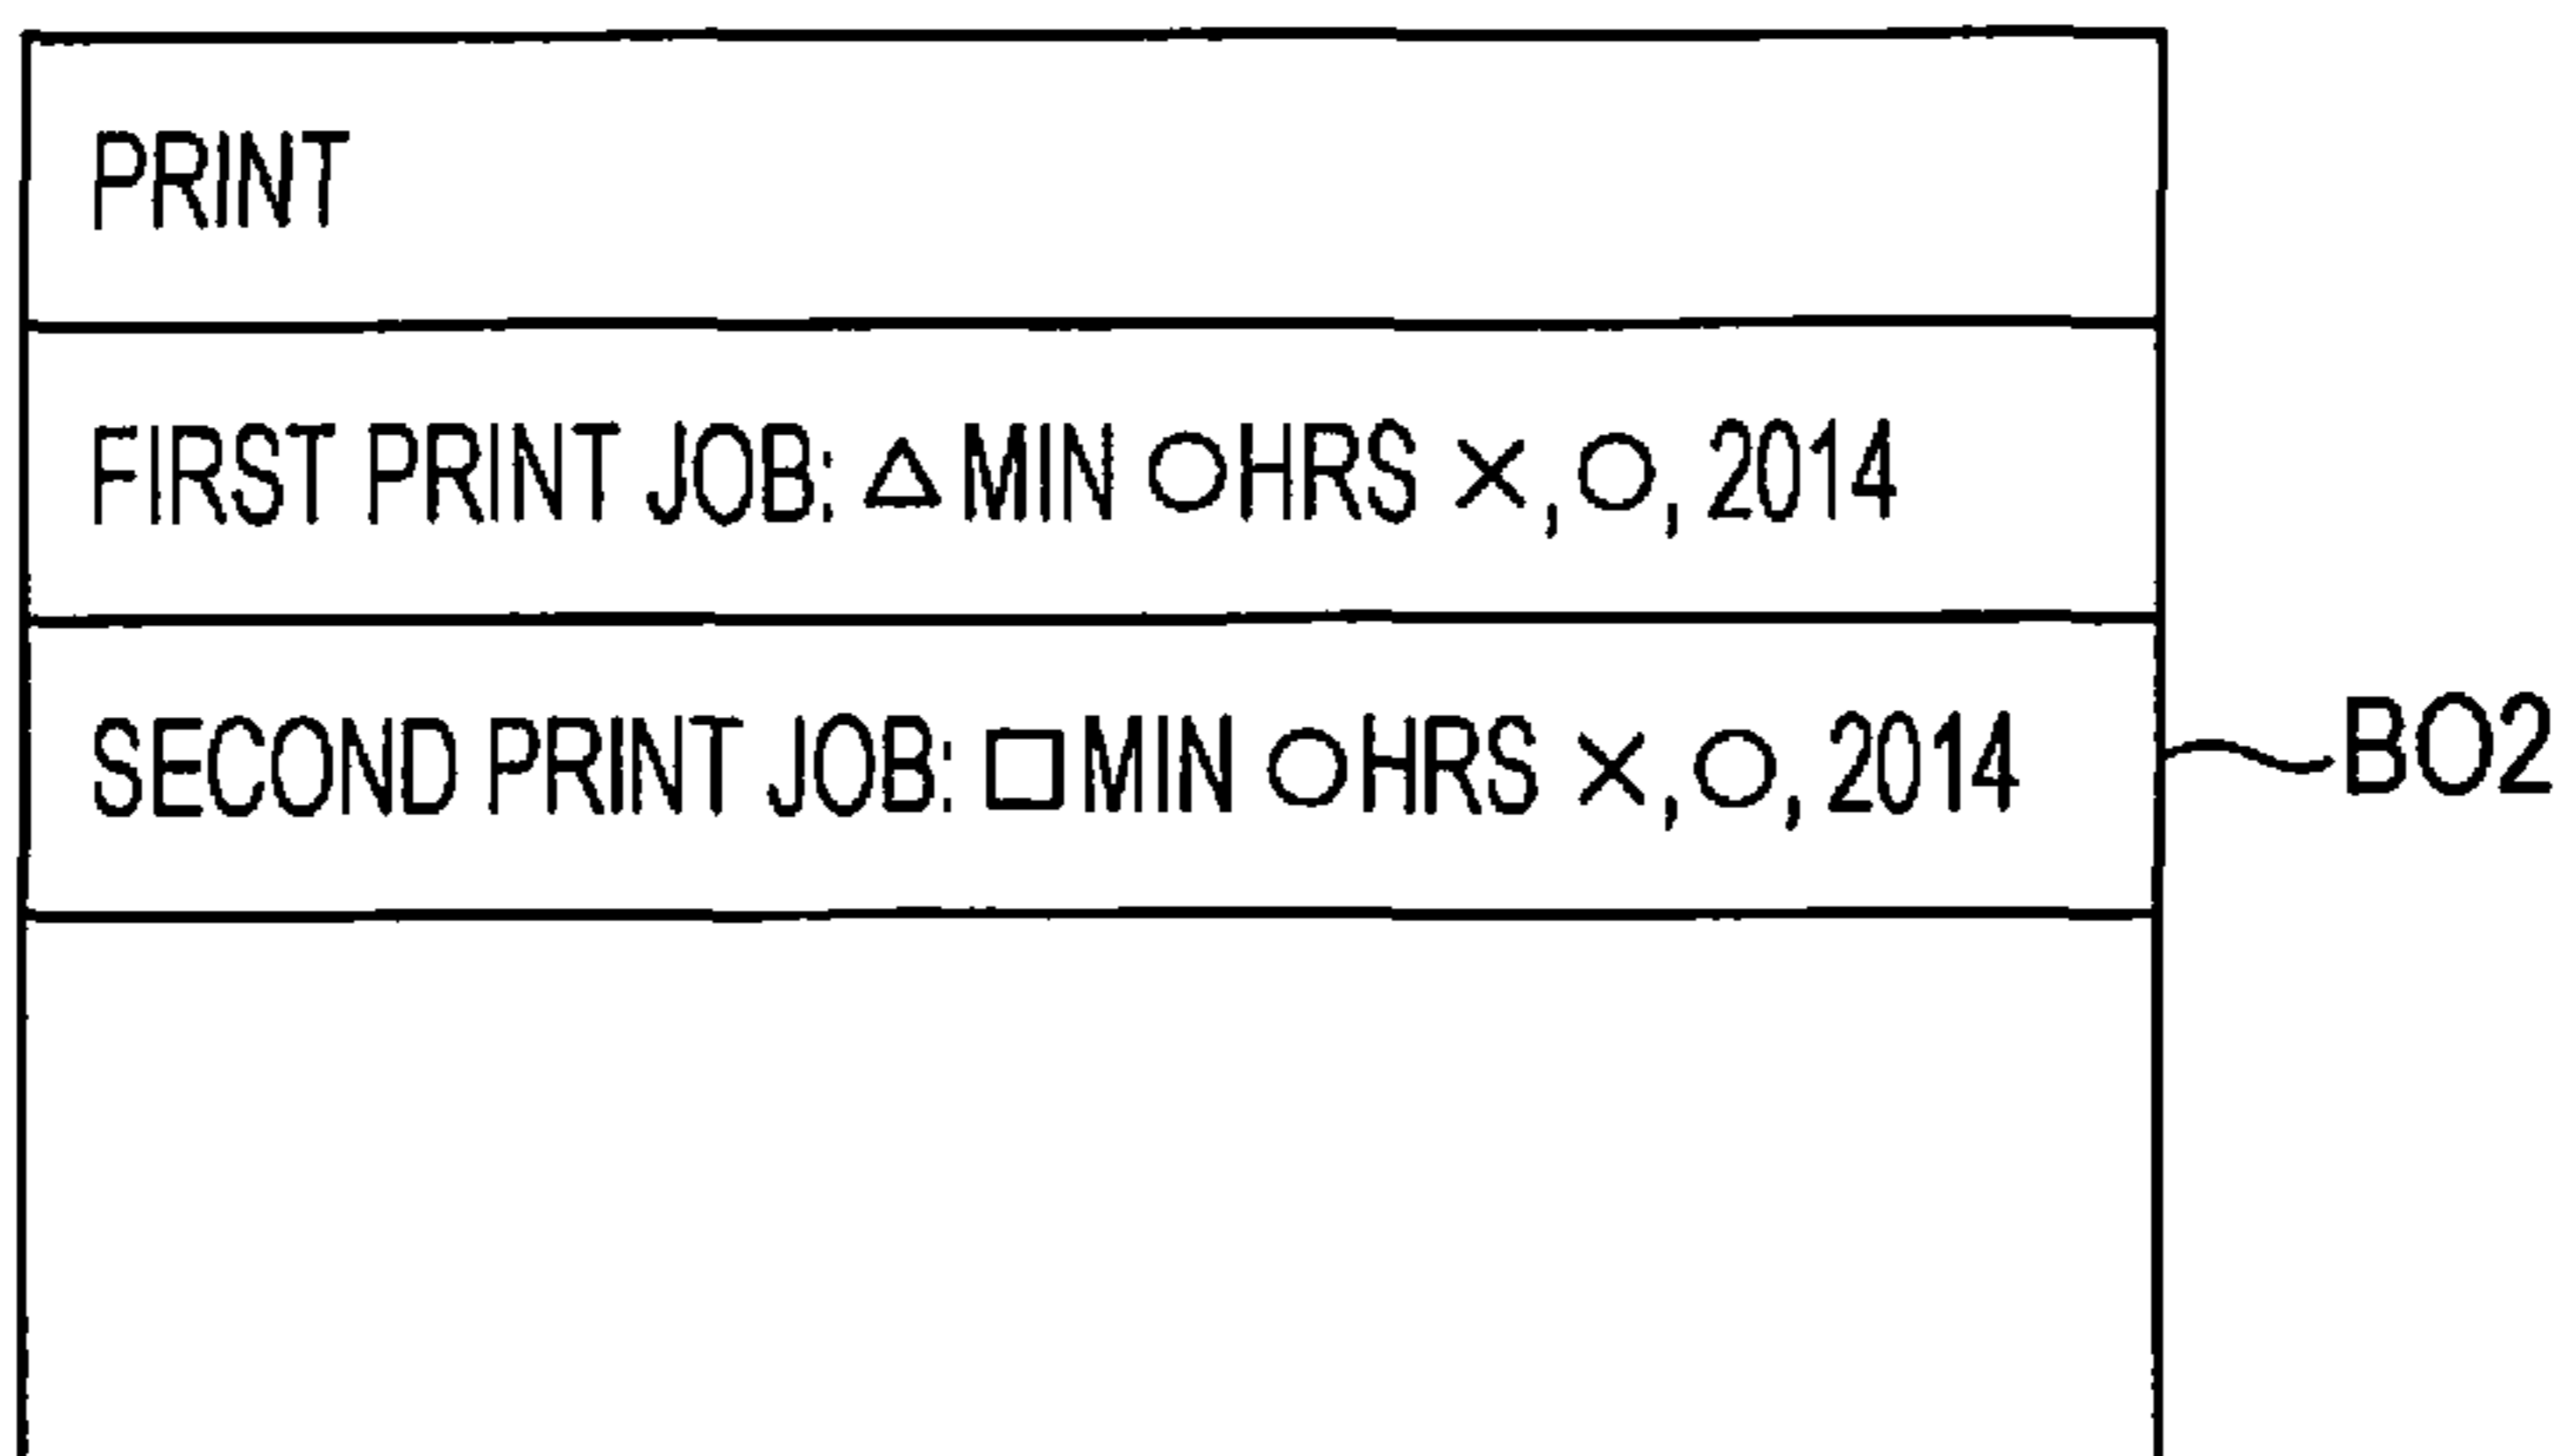 PRINT
FIRST PRINT JOB: △ MIN ○HRS ×,○, 2014
SECOND PRINT JOB: □ MIN ○HRS ×,○, 2014
BO2